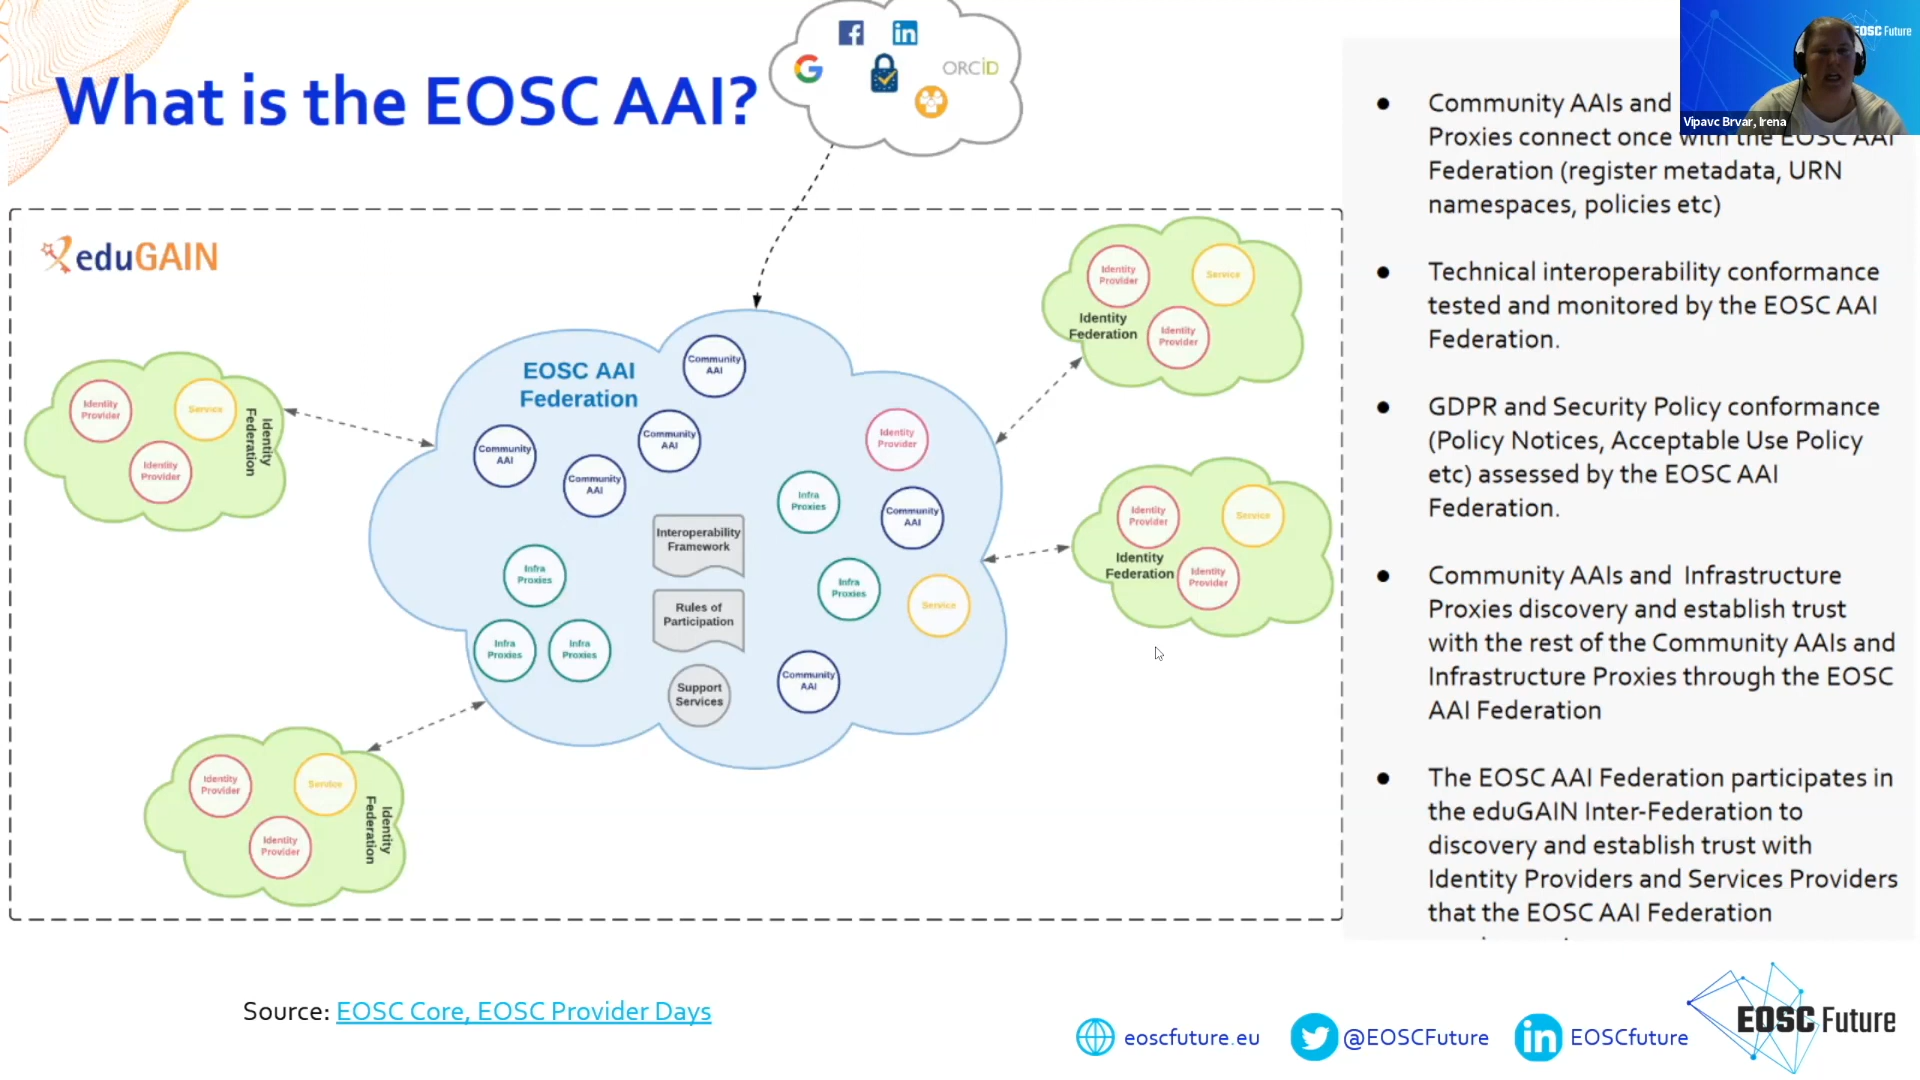 What is the EOSC AAI?
ORCID
EOSC Future
Vipavc Brvar, Irena
eduGAIN
Identity
Provider
Service
Identity
Provider
Identity
Federation
EOSC AAI
Federation
Community
AAI
Community
AAI
Community
AAI
Community
AAI
Identity
Provider
Infra
Proxies
Community
AAI
Interoperability
Framework
Infra
Proxies
Infra
Proxies
Service
Rules of
Participation
Infra
Proxies
Infra
Proxies
Support
Services
Community
AAI
Identity
Provider
Service
Identity
Federation
Identity
Provider
Identity
Provider
Service
Identity
Federation
Identity
Provider
Identity
Provider
Service
Identity
Provider
Identity
Federation
● Community AAIs and
Proxies connect once with the EOSC AAI
Federation (register metadata, URN
namespaces, policies etc)
● Technical interoperability conformance
tested and monitored by the EOSC AAI
Federation.
● GDPR and Security Policy conformance
(Policy Notices, Acceptable Use Policy
etc) assessed by the EOSC AAI
Federation.
● Community AAIs and Infrastructure
Proxies discovery and establish trust
with the rest of the Community AAIs and
Infrastructure Proxies through the EOSC
AAI Federation
● The EOSC AAI Federation participates in
the eduGAIN Inter-Federation to
discovery and establish trust with
Identity Providers and Services Providers
that the EOSC AAI Federation
Source: EOSC Core, EOSC Provider Days
eoscfuture.eu
@EOSCFuture
EOSCfuture
EOSC Future